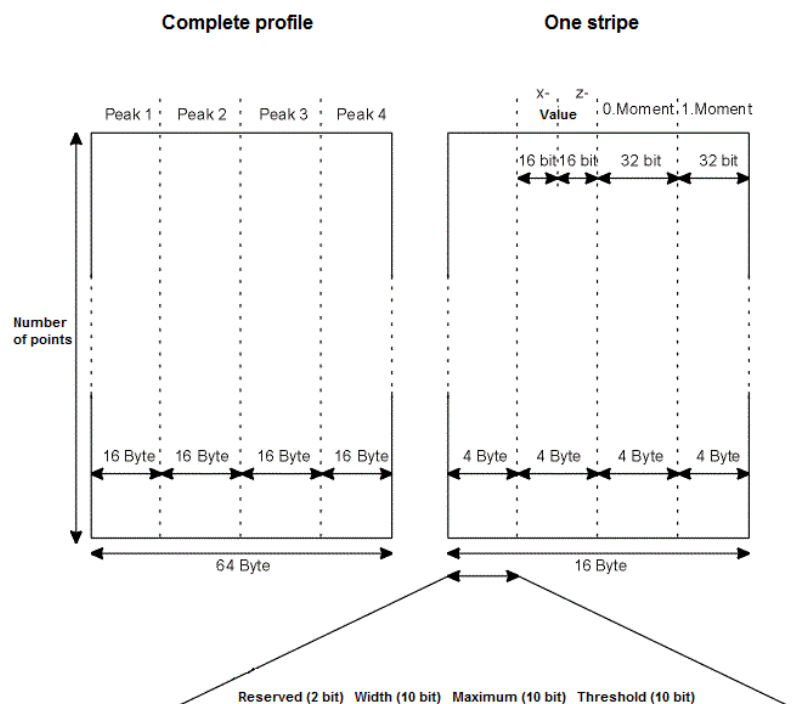 Complete profile
One stripe
Peak 1 Peak 2 Peak 3 Peak 4
x- z-
Value
0.Moment 1.Moment
16 bit 16 bit 32 bit 32 bit
Number
of points
16 Byte 16 Byte 16 Byte 16 Byte
4 Byte 4 Byte 4 Byte 4 Byte
64 Byte
16 Byte
Reserved (2 bit) Width (10 bit) Maximum (10 bit) Threshold (10 bit)